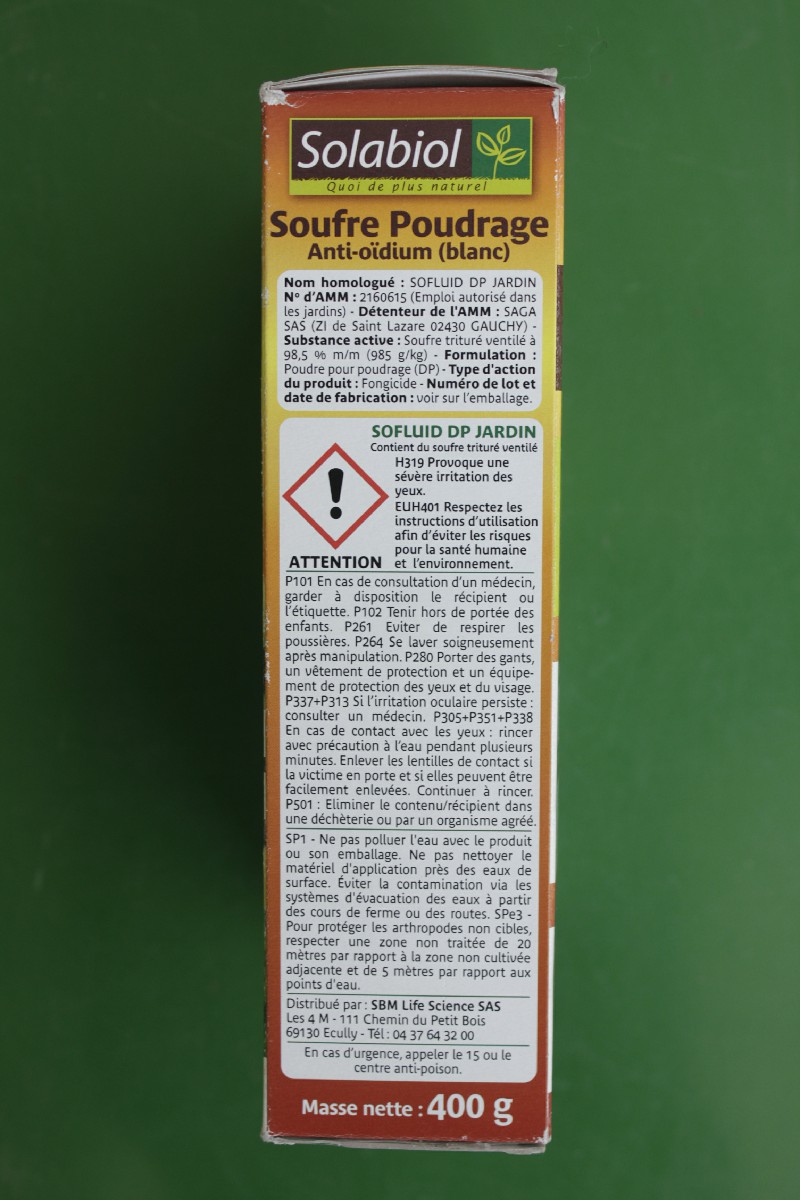 Solabiol
Quoi de plus naturel
Soufre Poudrage
Anti-oïdium (blanc)
Nom homologué : SOFLUID DP JARDIN
N° d'AMM : 2160615 (Emploi autorisé dans
les jardins) - Détenteur de l'AMM : SAGA
SAS (ZI de Saint Lazare 02430 GAUCHY) -
Substance active : Soufre trituré ventilé à
98,5 % m/m (985 g/kg) - Formulation :
Poudre pour poudrage (DP) - Type d'action
du produit : Fongicide - Numéro de lot et
date de fabrication : voir sur l'emballage.
SOFLUID DP JARDIN
Contient du soufre trituré ventilé
H319 Provoque une
sévère irritation des
yeux.
EUH401 Respectez les
instructions d'utilisation
afin d'éviter les risques
pour la santé humaine
et l'environnement.
ATTENTION
P101 En cas de consultation d'un médecin,
garder à disposition le récipient ou
l'étiquette. P102 Tenir hors de portée des
enfants. P261 Eviter de respirer les
poussières. P264 Se laver soigneusement
après manipulation. P280 Porter des gants,
un vêtement de protection et un équipe-
ment de protection des yeux et du visage.
P337+P313 Si l'irritation oculaire persiste :
consulter un médecin. P305+P351+P338
En cas de contact avec les yeux : rincer
avec précaution à l'eau pendant plusieurs
minutes. Enlever les lentilles de contact si
la victime en porte et si elles peuvent être
facilement enlevées. Continuer à rincer.
P501 : Eliminer le contenu/récipient dans
une déchèterie ou par un organisme agréé.
SP1 - Ne pas polluer l'eau avec le produit
ou son emballage. Ne pas nettoyer le
matériel d'application près des eaux de
surface. Éviter la contamination via les
systèmes d'évacuation des eaux à partir
des cours de ferme ou des routes. SPe3 -
Pour protéger les arthropodes non cibles,
respecter une zone non traitée de 20
mètres par rapport à la zone non cultivée
adjacente et de 5 mètres par rapport aux
points d'eau.
Distribué par : SBM Life Science SAS
Les 4 M - 111 Chemin du Petit Bois
69130 Ecully - Tél : 04 37 64 32 00
En cas d'urgence, appeler le 15 ou le
centre anti-poison.
Masse nette : 400 g